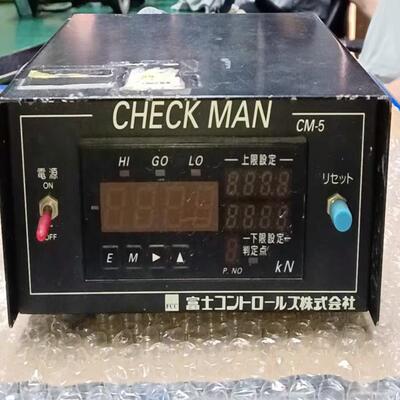 CHECK MAN
CM-5
HI GO LO
上限設定
電源
ON
OFF
リセット
下限設定
判定点
E M
P. NO
kN
FCC 富士コントロールズ株式会社